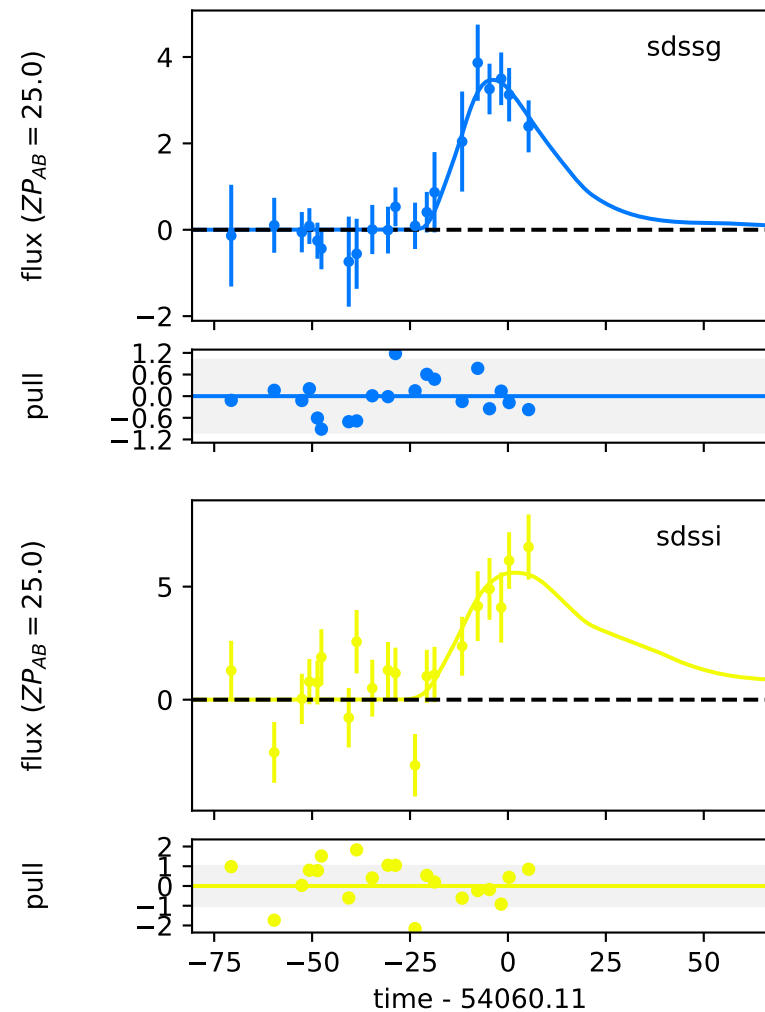 sdssg
flux (ZP_AB = 25.0)
4
2
0
−2
pull
1.2
0.6
0.0
−0.6
−1.2
sdssi
flux (ZP_AB = 25.0)
5
0
pull
2
1
0
−1
−2
−75 −50 −25 0 25 50
time - 54060.11